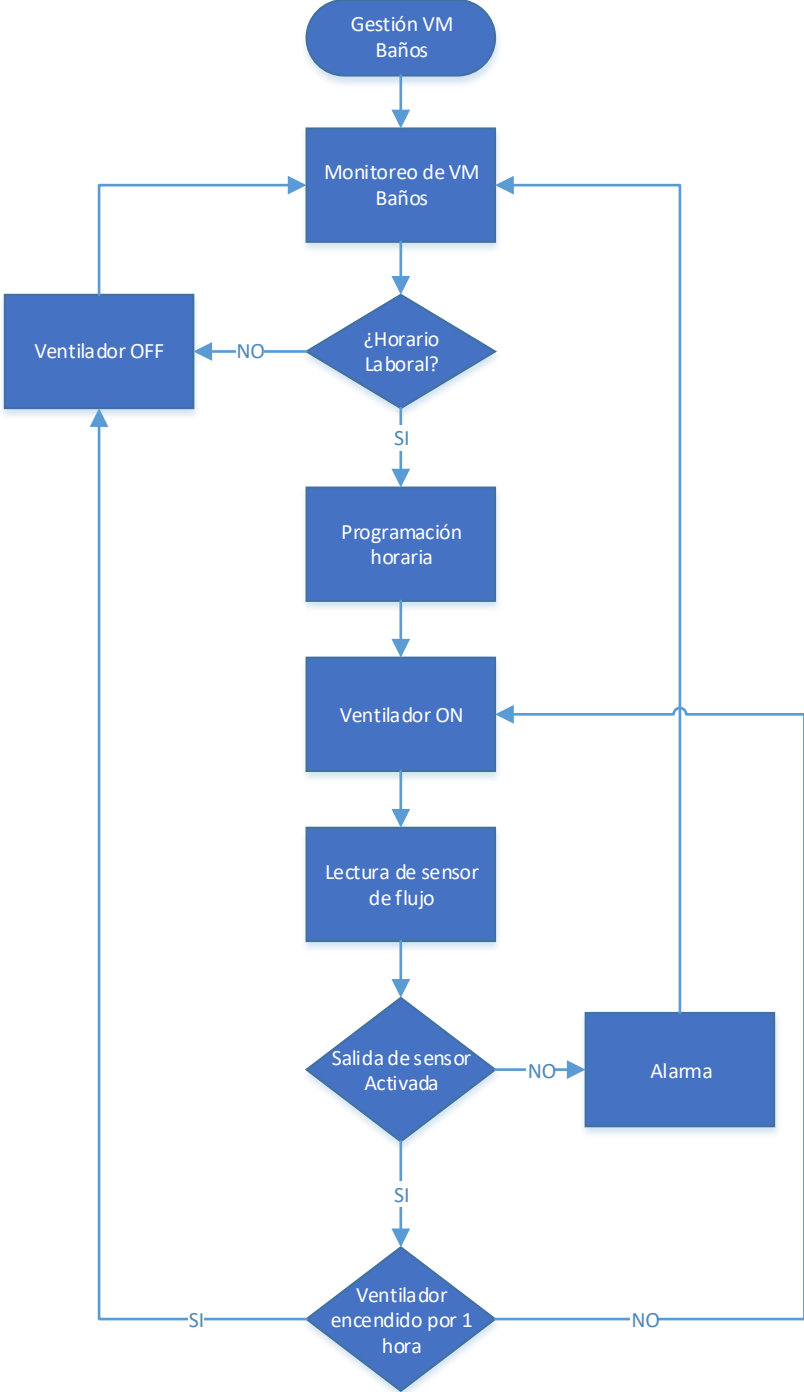 Gestión VM
Baños
Monitoreo de VM
Baños
¿Horario
Laboral?
NO
Ventilador OFF
SI
Programación
horaria
Ventilador ON
Lectura de sensor
de flujo
Salida de sensor
Activada
NO
Alarma
SI
Ventilador
encendido por 1
hora
SI
NO